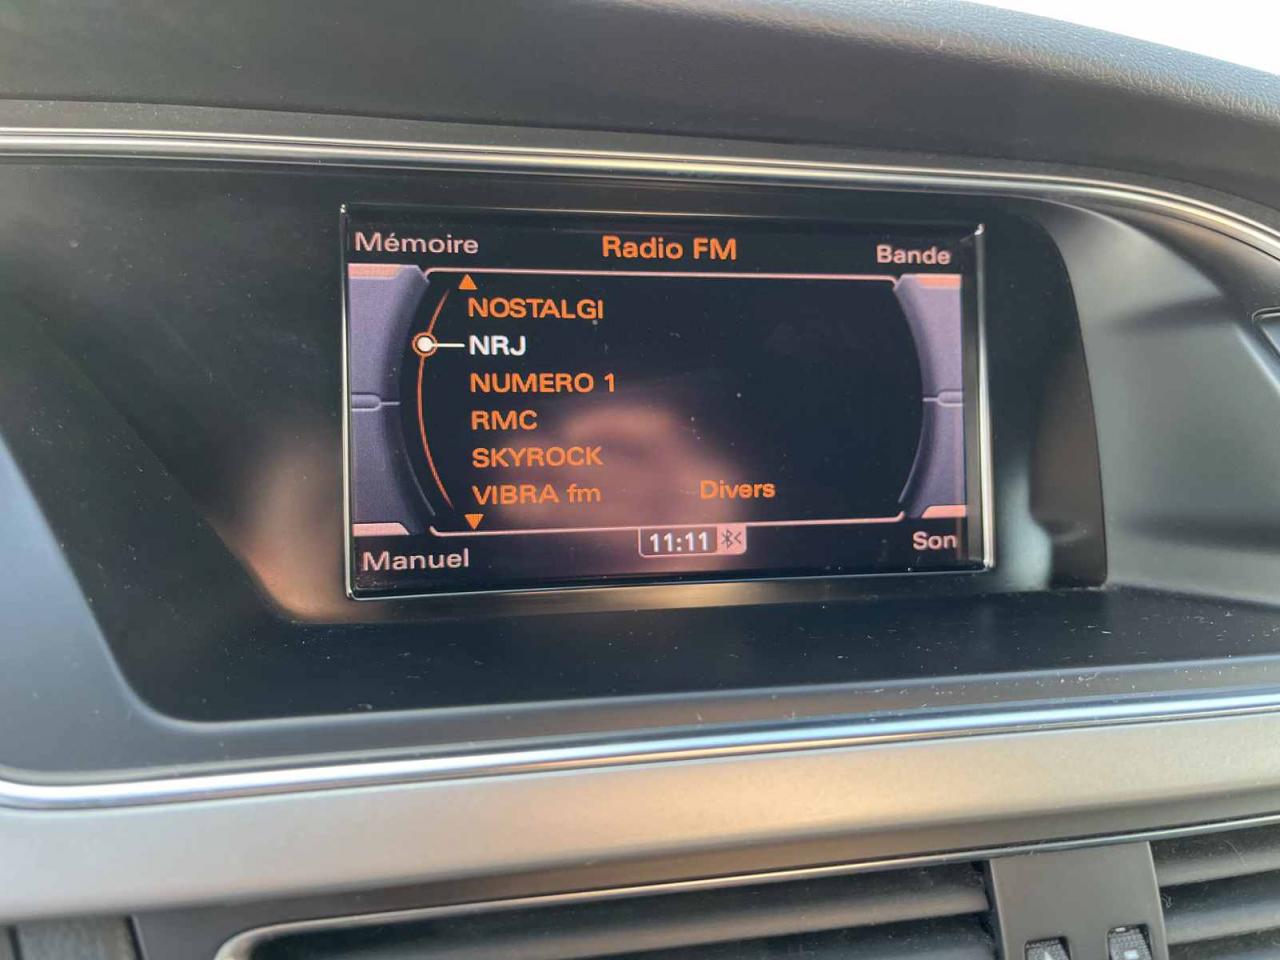 Mémoire Radio FM Bande
NOSTALGI
NRJ
NUMERO 1
RMC
SKYROCK
VIBRA fm Divers
Manuel 11:11 Son